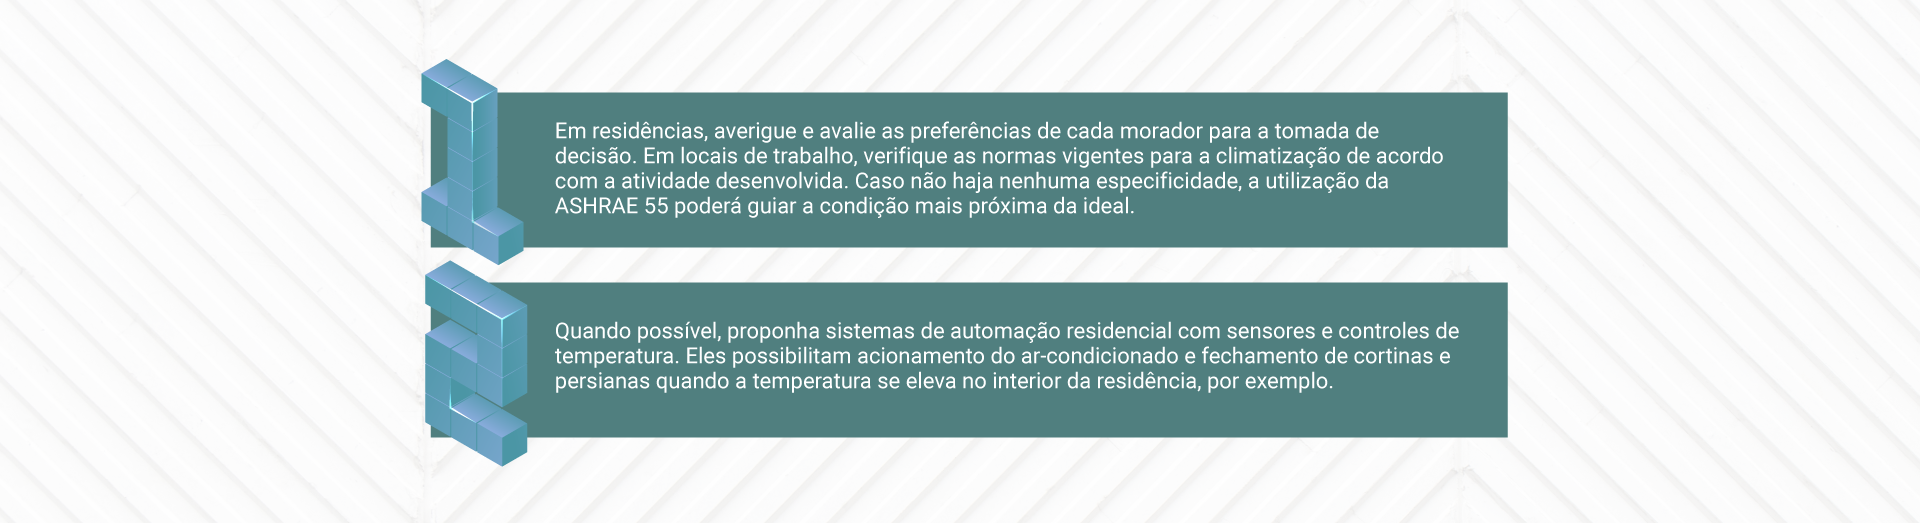 1
Em residências, averigue e avalie as preferências de cada morador para a tomada de
decisão. Em locais de trabalho, verifique as normas vigentes para a climatização de acordo
com a atividade desenvolvida. Caso não haja nenhuma especificidade, a utilização da
ASHRAE 55 poderá guiar a condição mais próxima da ideal.
2
Quando possível, proponha sistemas de automação residencial com sensores e controles de
temperatura. Eles possibilitam acionamento do ar-condicionado e fechamento de cortinas e
persianas quando a temperatura se eleva no interior da residência, por exemplo.